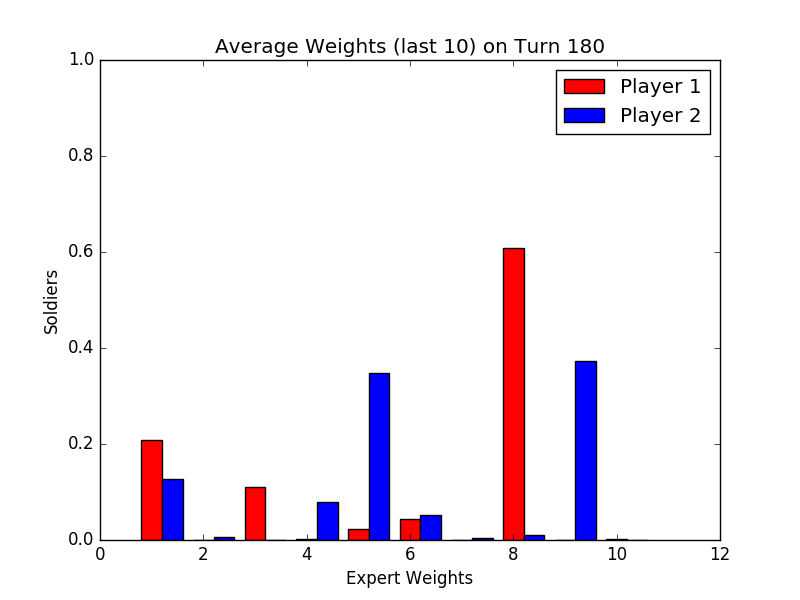 Average Weights (last 10) on Turn 180
1.0
0.8
0.6
0.4
0.2
0.0
Soldiers
Player 1
Player 2
0 2 4 6 8 10 12
Expert Weights